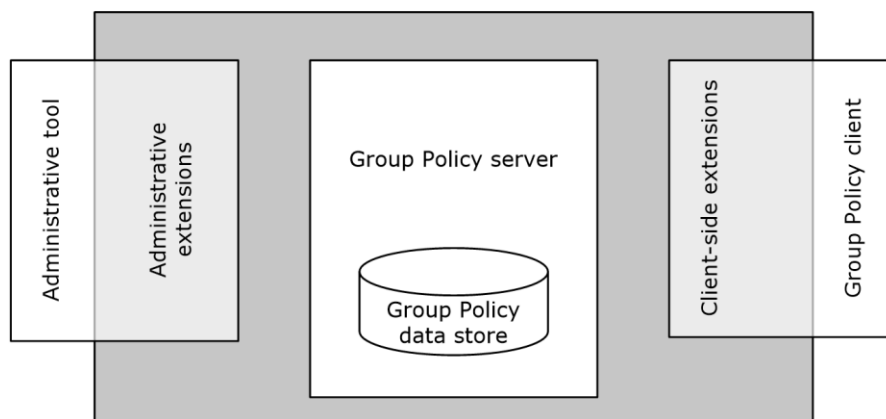 Administrative tool
Administrative
extensions
Group Policy server
Group Policy
data store
Client-side extensions
Group Policy client